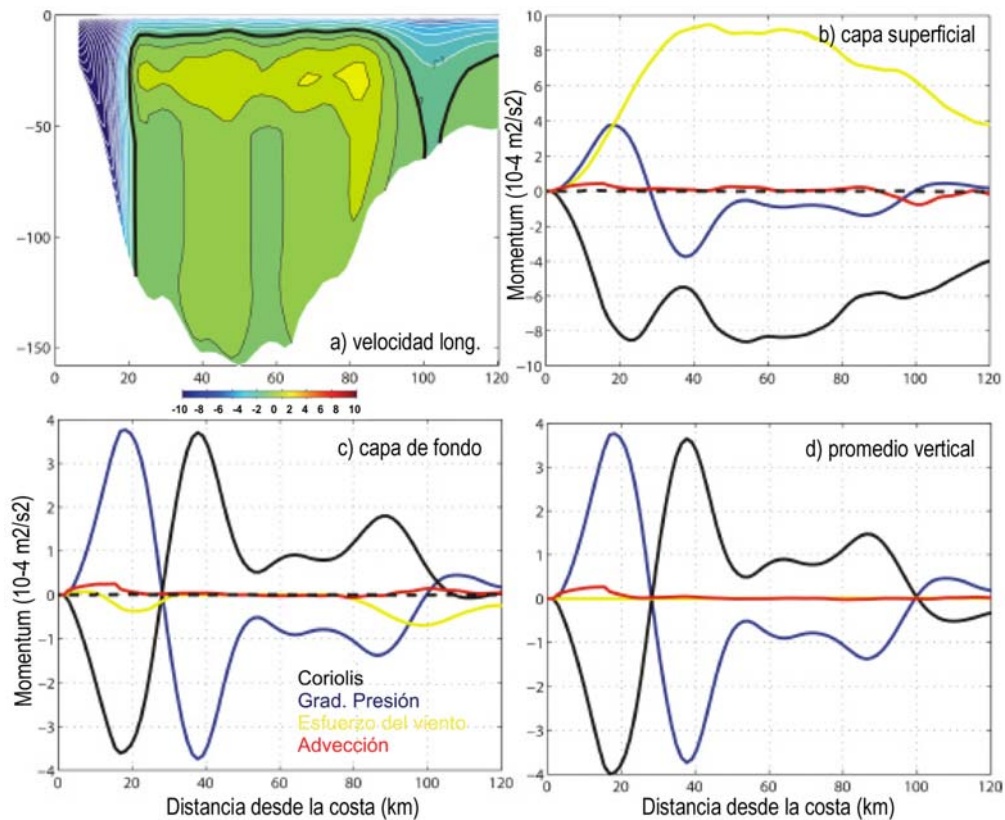 0
-50
-100
-150
0 20 40 60 80 100 120
a) velocidad long.
-10 -8 -6 -4 -2 0 2 4 6 8 10
b) capa superficial
Momentum (10-4 m2/s2)
10
8
6
4
2
0
-2
-4
-6
-8
-10
0 20 40 60 80 100 120
c) capa de fondo
Momentum (10-4 m2/s2)
4
3
2
1
0
-1
-2
-3
-4
Coriolis
Grad. Presión
Esfuerzo del viento
Advección
0 20 40 60 80 100 120
Distancia desde la costa (km)
d) promedio vertical
4
3
2
1
0
-1
-2
-3
-4
0 20 40 60 80 100 120
Distancia desde la costa (km)